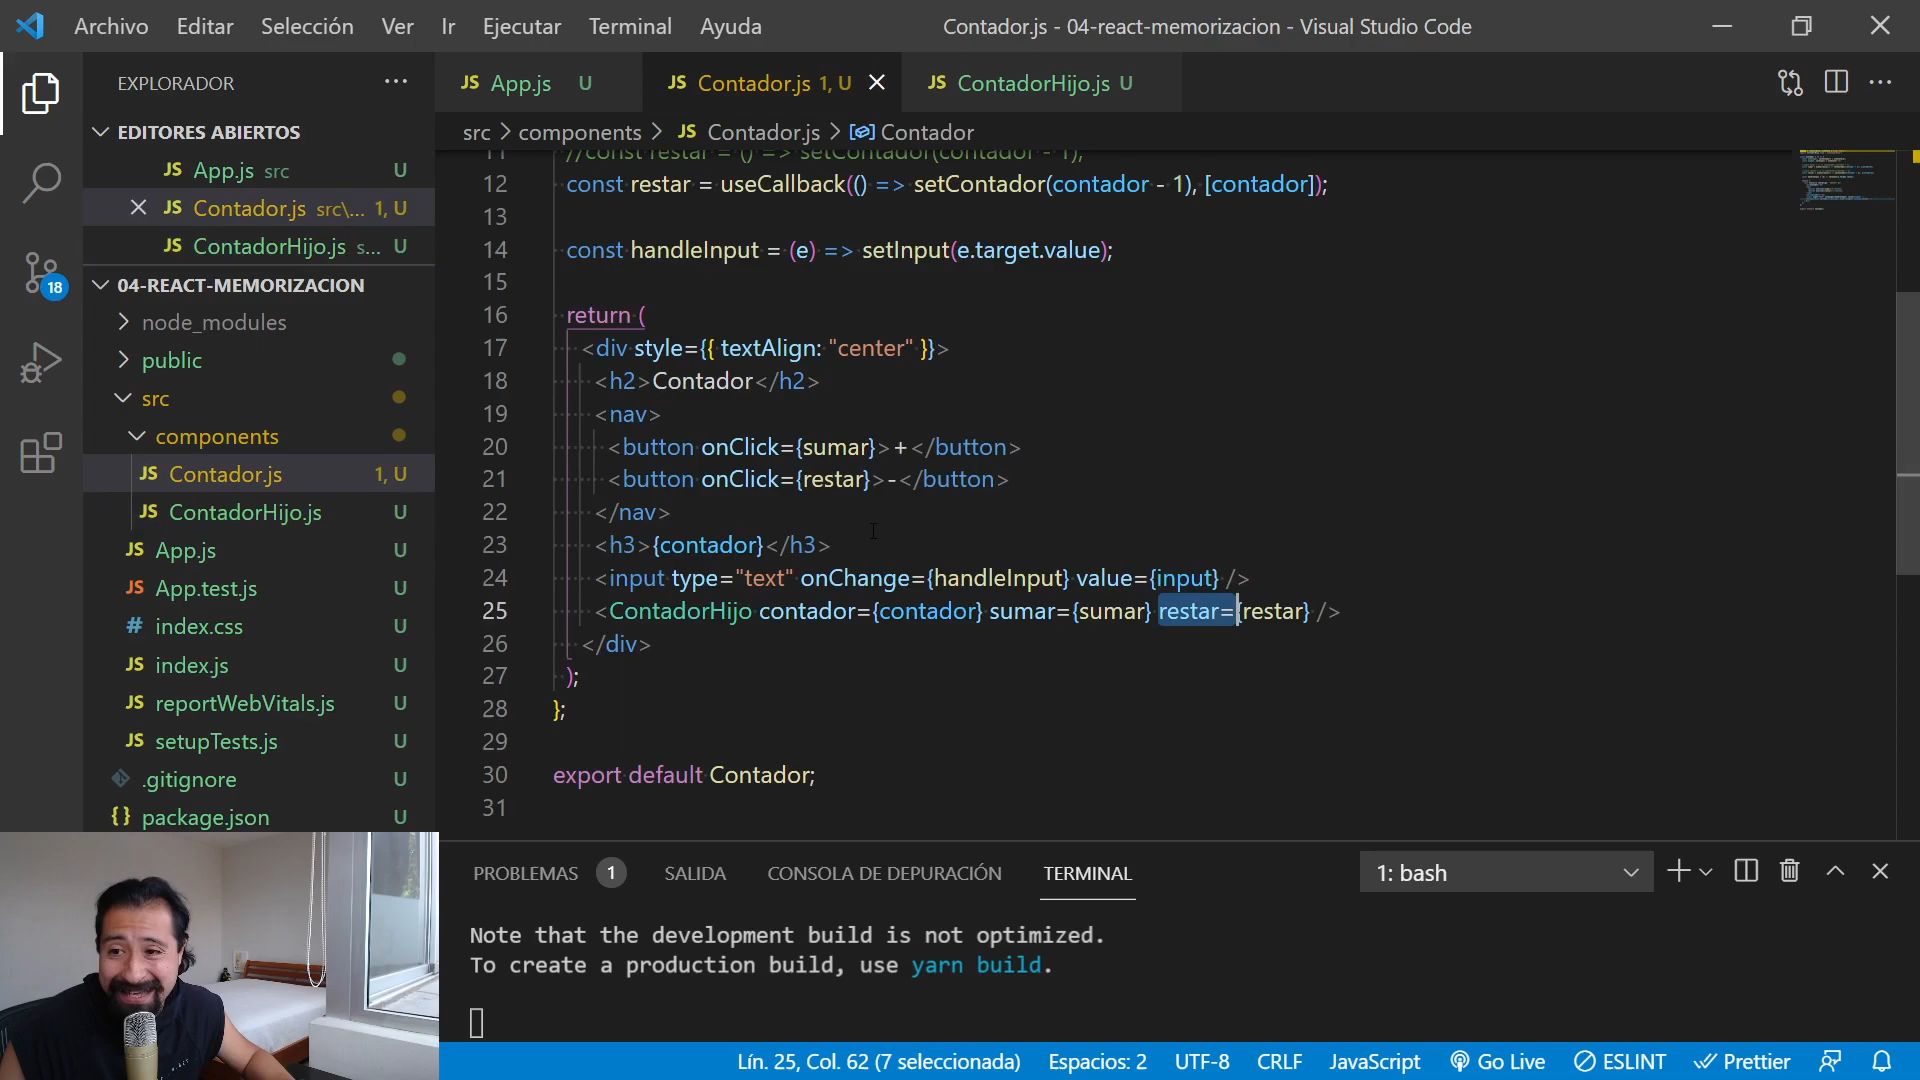 Archivo Editar Selección Ver Ir Ejecutar Terminal Ayuda Contador.js - 04-react-memorizacion - Visual Studio Code
EXPLORADOR
JS App.js U JS Contador.js 1, U JS ContadorHijo.js U
src > components > JS Contador.js > Contador
EDITORES ABIERTOS
JS App.js src U
JS Contador.js src\... 1, U
JS ContadorHijo.js s... U
04-REACT-MEMORIZACION
node_modules
public
src
components
JS Contador.js 1, U
JS ContadorHijo.js U
JS App.js U
JS App.test.js U
# index.css U
JS index.js U
JS reportWebVitals.js U
JS setupTests.js U
.gitignore U
{} package.json U
18
11 //const restar = () => setContador(contador - 1);
12 const restar = useCallback(() => setContador(contador - 1), [contador]);
13
14 const handleInput = (e) => setInput(e.target.value);
15
16 return (
17 <div style={{ textAlign: "center" }}>
18 <h2>Contador</h2>
19 <nav>
20 <button onClick={sumar}>+</button>
21 <button onClick={restar}>-</button>
22 </nav>
23 <h3>{contador}</h3>
24 <input type="text" onChange={handleInput} value={input} />
25 <ContadorHijo contador={contador} sumar={sumar} restar={restar} />
26 </div>
27 );
28 };
29
30 export default Contador;
31
PROBLEMAS 1 SALIDA CONSOLA DE DEPURACIÓN TERMINAL 1: bash
Note that the development build is not optimized.
To create a production build, use yarn build.
Lín. 25, Col. 62 (7 seleccionada) Espacios: 2 UTF-8 CRLF JavaScript Go Live ESLINT Prettier